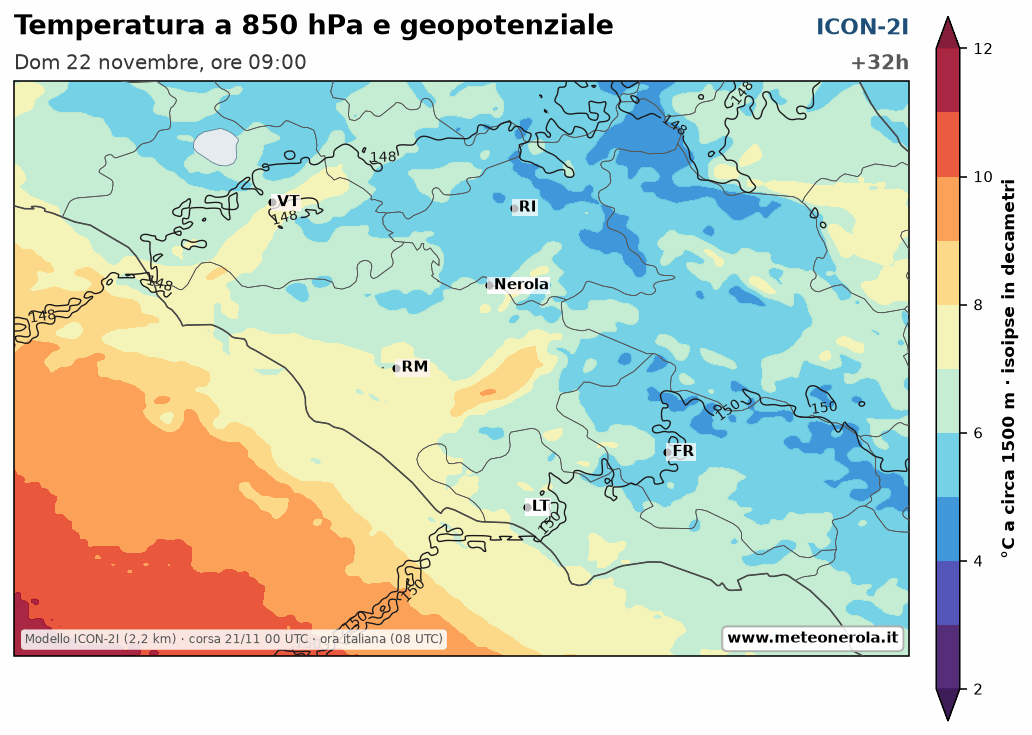 Temperatura a 850 hPa e geopotenziale
ICON-2I
Dom 22 novembre, ore 09:00
+32h
148
148
148
VT
148
RI
148
Nerola
148
RM
150
150
FR
LT
150
150
150
Modello ICON-2I (2,2 km) · corsa 21/11 00 UTC · ora italiana (08 UTC)
www.meteonerola.it
12
10
8
6
4
2
°C a circa 1500 m · isoipse in decametri